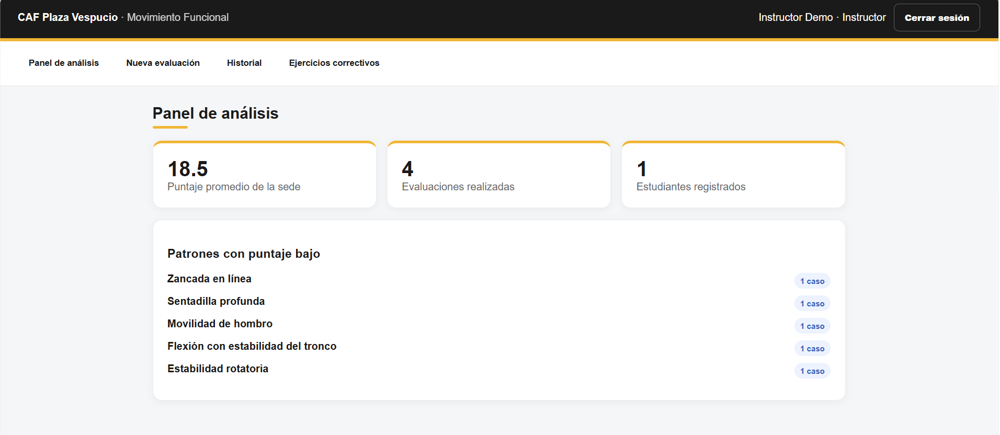 CAF Plaza Vespucio · Movimiento Funcional
Instructor Demo · Instructor
Cerrar sesión
Panel de análisis
Nueva evaluación
Historial
Ejercicios correctivos
Panel de análisis
18.5
Puntaje promedio de la sede
4
Evaluaciones realizadas
1
Estudiantes registrados
Patrones con puntaje bajo
Zancada en línea
1 caso
Sentadilla profunda
1 caso
Movilidad de hombro
1 caso
Flexión con estabilidad del tronco
1 caso
Estabilidad rotatoria
1 caso